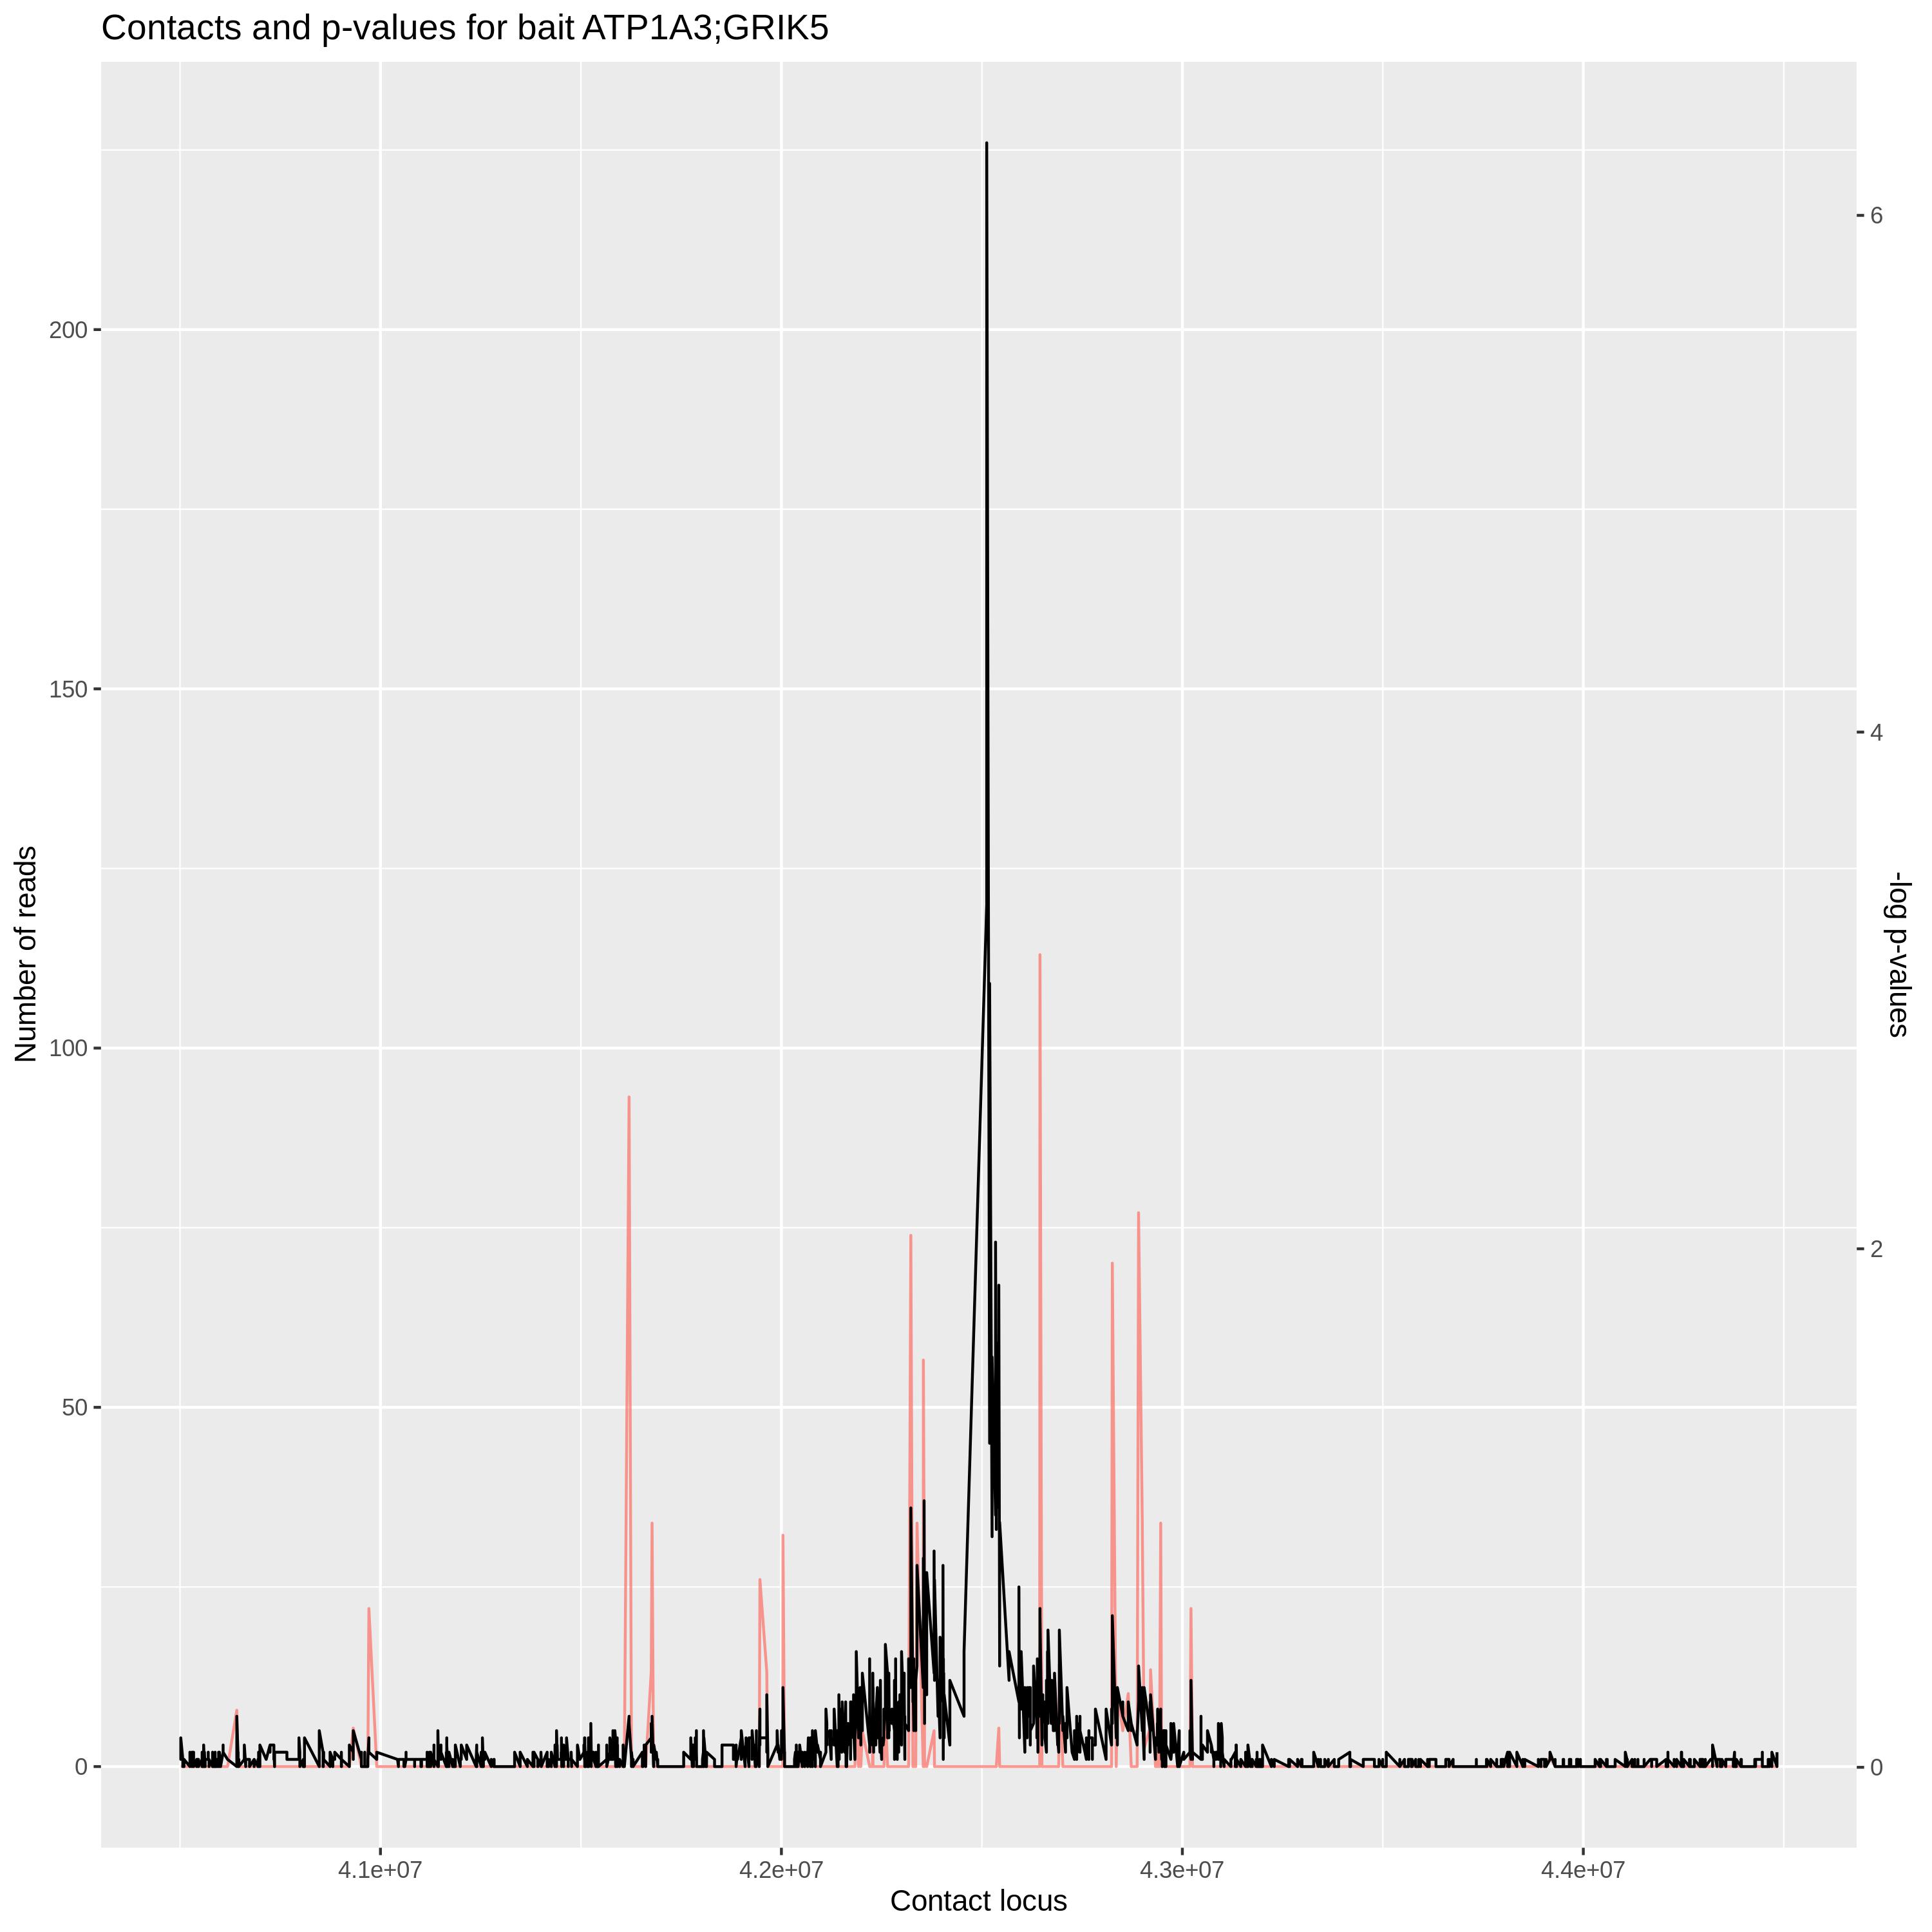 Contacts and p-values for bait ATP1A3;GRIK5
Number of reads
200
150
100
50
0
6
4
2
0
-log p-values
4.1e+07
4.2e+07
4.3e+07
4.4e+07
Contact locus